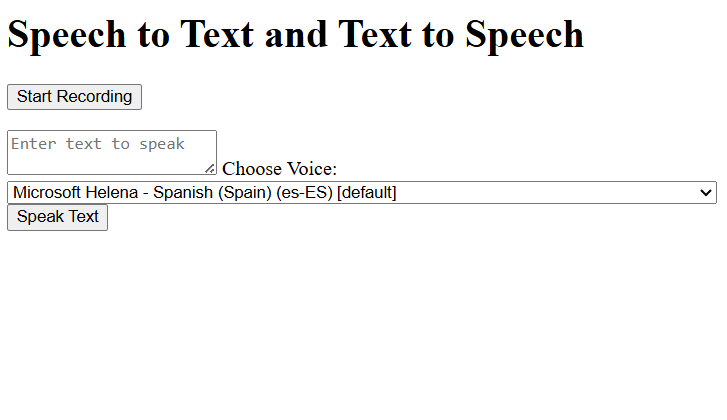 Speech to Text and Text to Speech
Start Recording
Enter text to speak
Choose Voice:
Microsoft Helena - Spanish (Spain) (es-ES) [default]
Speak Text